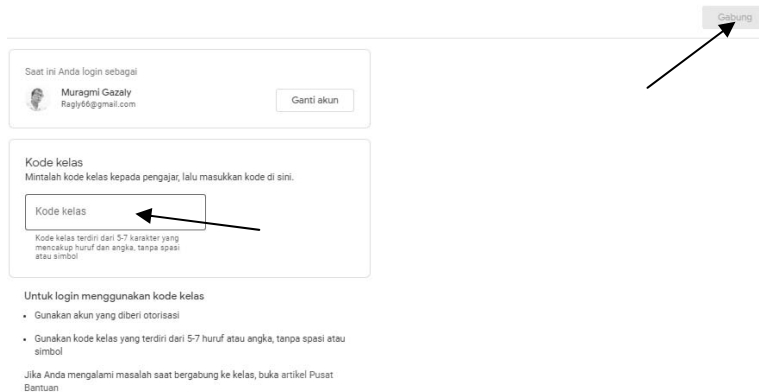 Gabung
Saat ini Anda login sebagai
Muragmi Gazaly
Ragly66@gmail.com
Ganti akun
Kode kelas
Mintalah kode kelas kepada pengajar, lalu masukkan kode di sini.
Kode kelas
Kode kelas terdiri dari 5-7 karakter yang
mencakup huruf dan angka, tanpa spasi
atau simbol
Untuk login menggunakan kode kelas
• Gunakan akun yang diberi otorisasi
• Gunakan kode kelas yang terdiri dari 5-7 huruf atau angka, tanpa spasi atau
simbol
Jika Anda mengalami masalah saat bergabung ke kelas, buka artikel Pusat
Bantuan